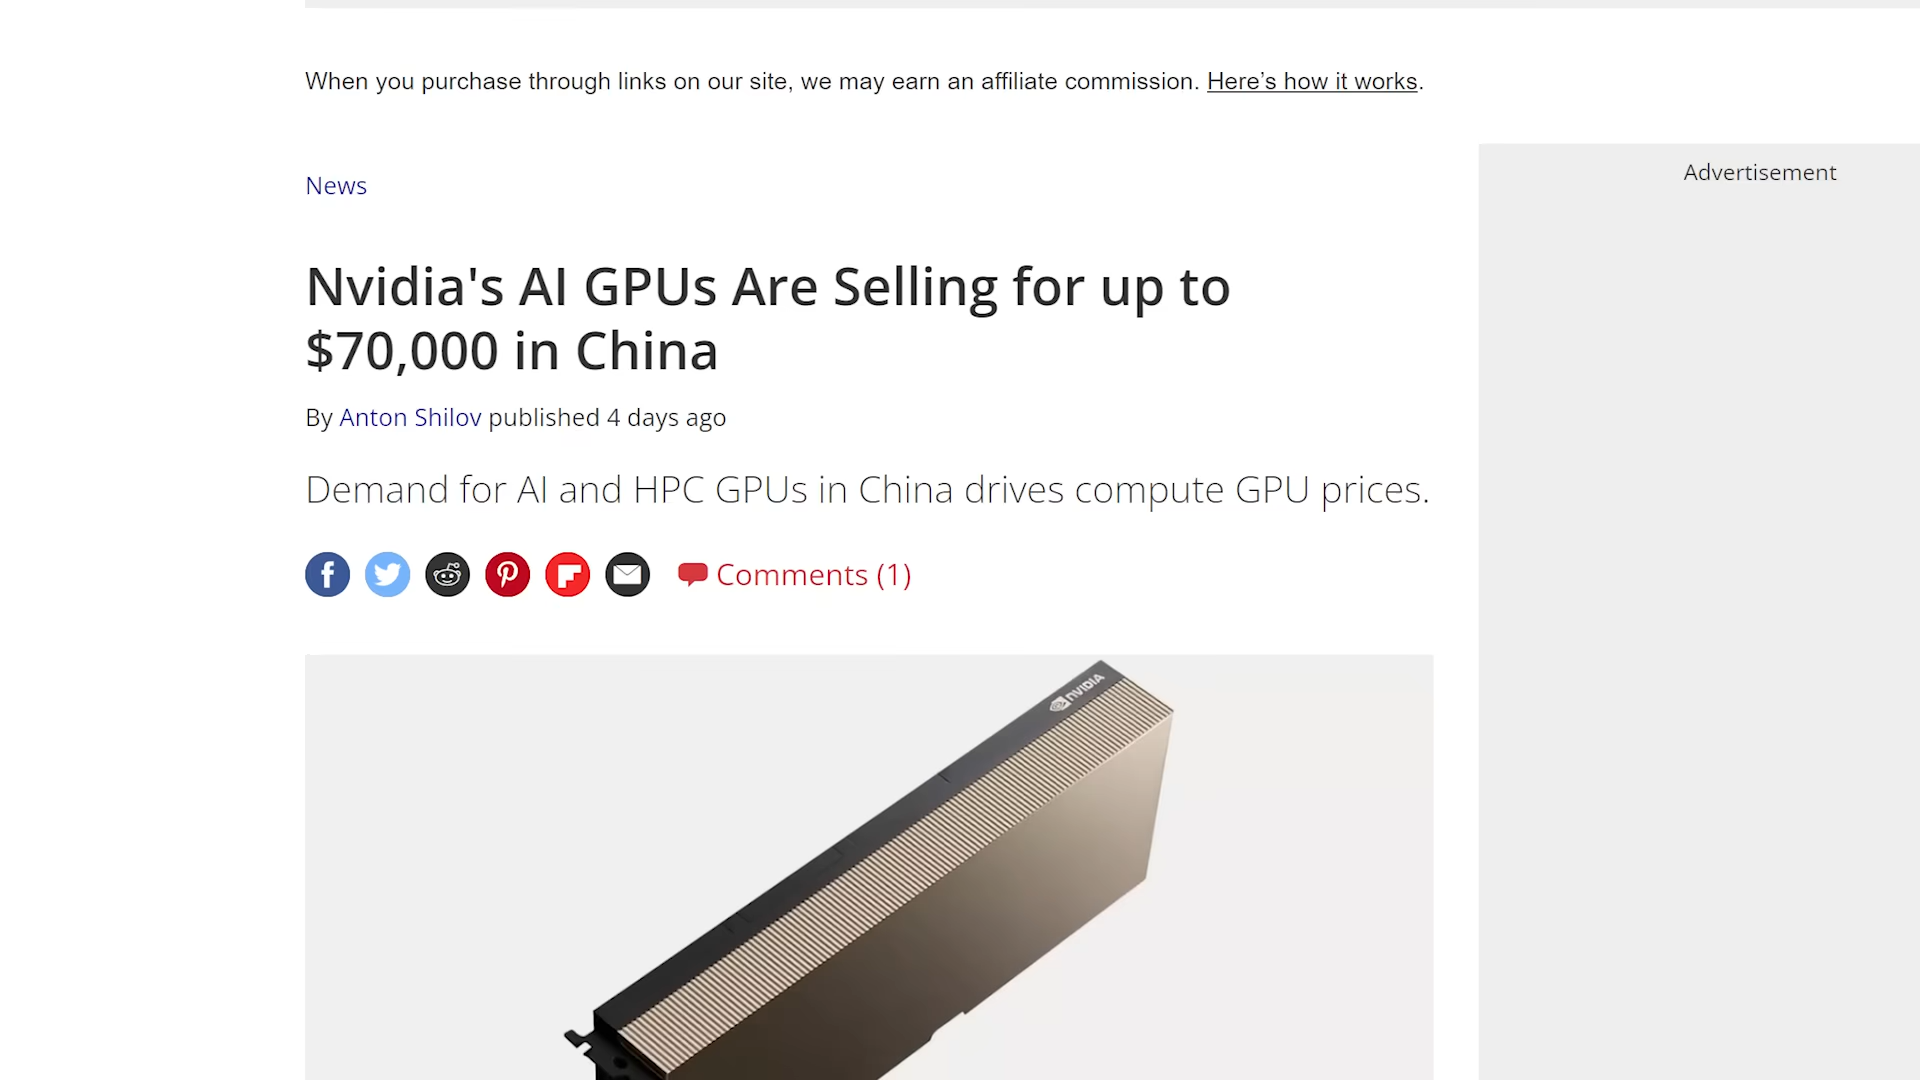 When you purchase through links on our site, we may earn an affiliate commission. Here’s how it works.
Advertisement
News
Nvidia's AI GPUs Are Selling for up to
$70,000 in China
By Anton Shilov published 4 days ago
Demand for AI and HPC GPUs in China drives compute GPU prices.
Comments (1)
NVIDIA